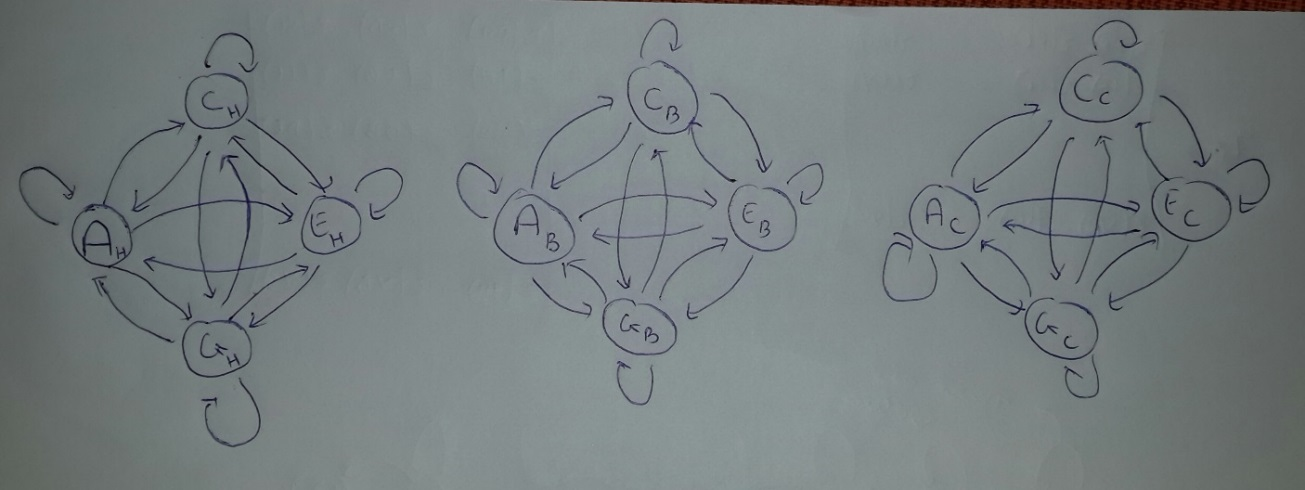 C_H
A_H
E_H
G_H
C_B
A_B
E_B
G_B
C_C
A_C
E_C
G_C